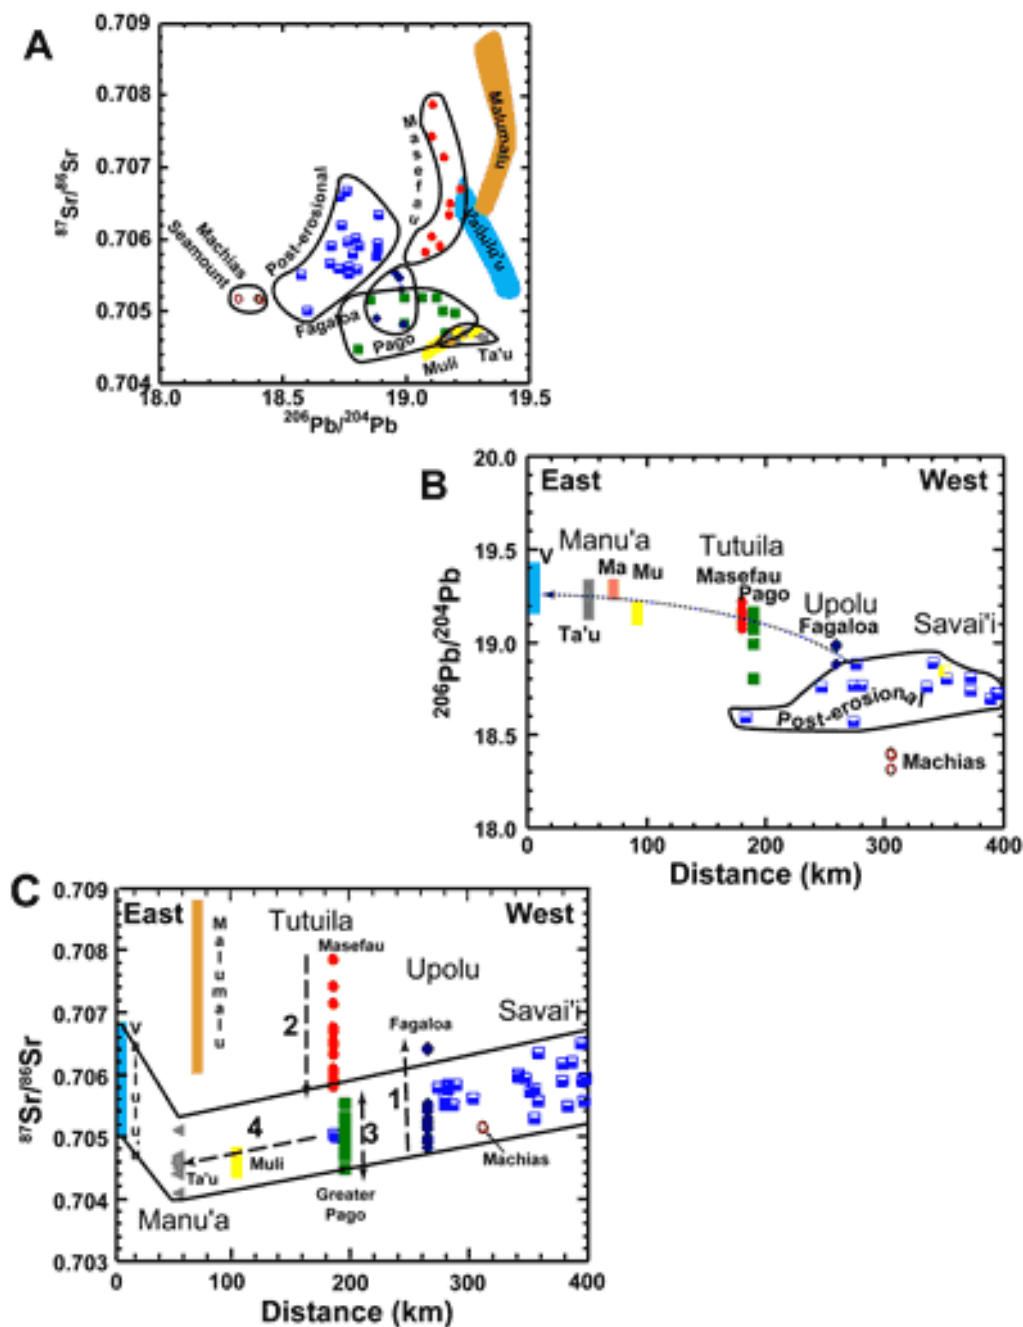 A
0.709
0.708
0.707
0.706
0.705
0.704
87Sr/86Sr
18.0
18.5
19.0
19.5
206Pb/204Pb
Machias
Seamount
Post-erosional
Masefau
Malumalu
Vailulu'u
Fagaloa
Pago
Muli
Ta'u
B
20.0
19.5
19.0
18.5
18.0
206Pb/204Pb
East
West
V
Manu'a
Ma
Mu
Ta'u
Tutuila
Masefau
Pago
Upolu
Fagaloa
Savai'i
Post-erosional
Machias
0
100
200
300
400
Distance (km)
C
0.709
0.708
0.707
0.706
0.705
0.704
0.703
87Sr/86Sr
East
West
Malumalu
Tutuila
Masefau
Upolu
Fagaloa
Savai'i
2
1
3
4
Ta'u
Muli
Machias
Manu'a
Greater
Pago
0
100
200
300
400
Distance (km)